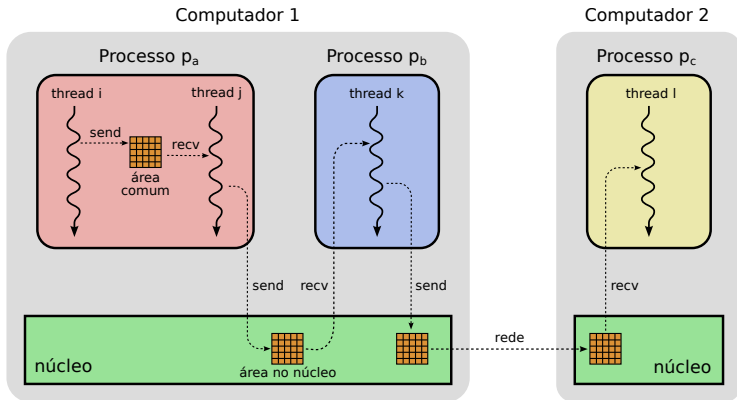 Computador 1
Computador 2
Processo pa
Processo pb
Processo pc
thread i
thread j
thread k
thread l
send
recv
área
comum
send
recv
send
recv
rede
núcleo
área no núcleo
núcleo